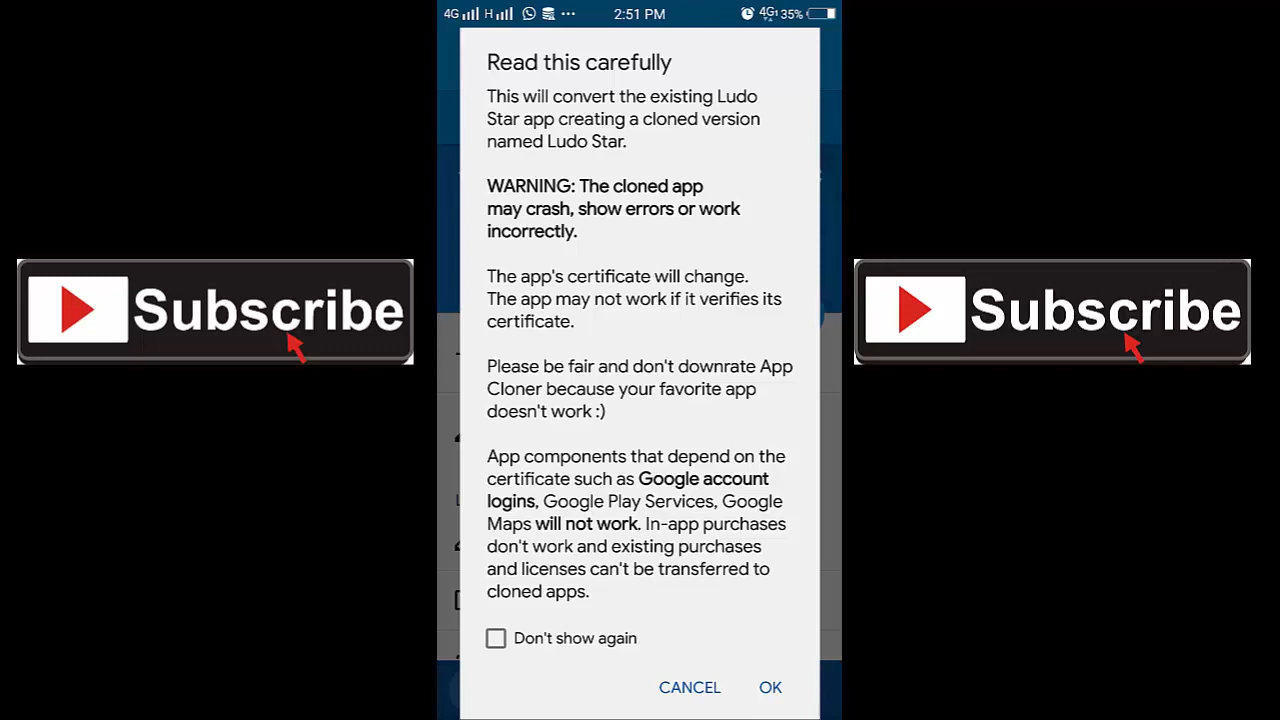 4G H 2:51 PM 4G 35%
Read this carefully
This will convert the existing Ludo
Star app creating a cloned version
named Ludo Star.
WARNING: The cloned app
may crash, show errors or work
incorrectly.
The app's certificate will change.
The app may not work if it verifies its
certificate.
Please be fair and don't downrate App
Cloner because your favorite app
doesn't work :)
App components that depend on the
certificate such as Google account
logins, Google Play Services, Google
Maps will not work. In-app purchases
don't work and existing purchases
and licenses can't be transferred to
cloned apps.
Don't show again
CANCEL OK
Subscribe
Subscribe